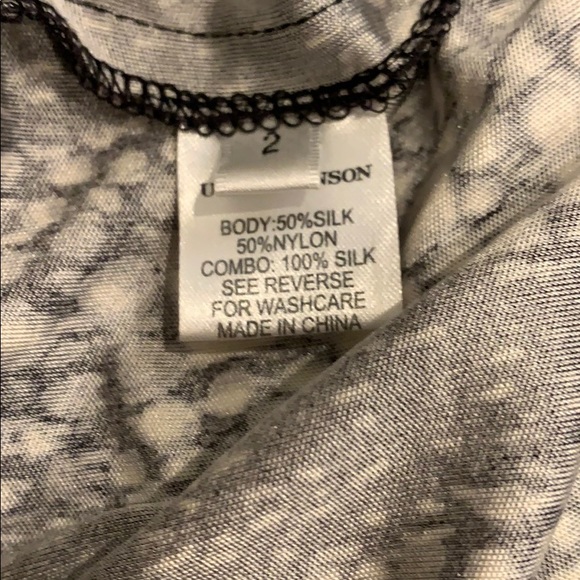 2
BODY:50%SILK
50%NYLON
COMBO: 100% SILK
SEE REVERSE
FOR WASHCARE
MADE IN CHINA